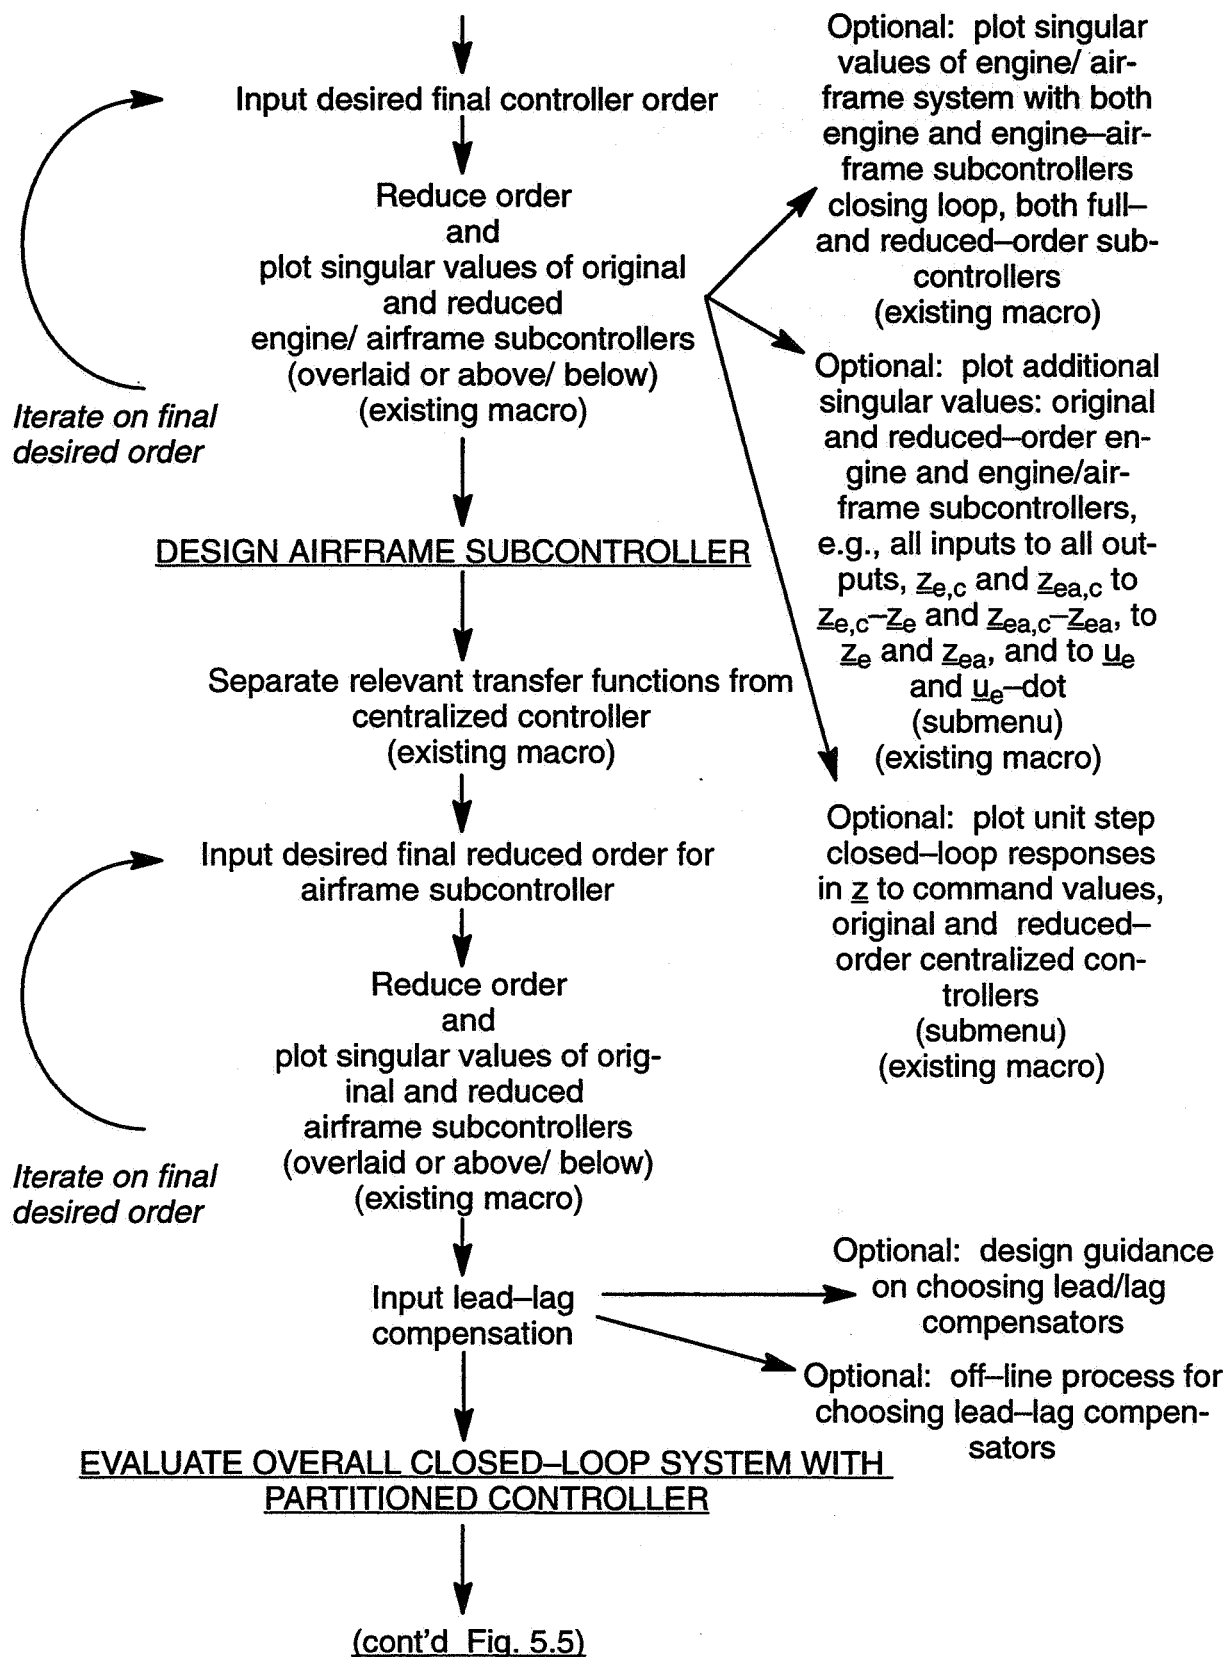 Input desired final controller order
Reduce order
and
plot singular values of original
and reduced
engine/ airframe subcontrollers
(overlaid or above/ below)
(existing macro)
Iterate on final
desired order
Optional: plot singular
values of engine/ air-
frame system with both
engine and engine–air-
frame subcontrollers
closing loop, both full–
and reduced–order sub-
controllers
(existing macro)
Optional: plot additional
singular values: original
and reduced–order en-
gine and engine/air-
frame subcontrollers,
e.g., all inputs to all out-
puts, z_e,c and z_ea,c to
z_e,c–z_e and z_ea,c–z_ea, to
z_e and z_ea, and to u_e
and u_e–dot
(submenu)
(existing macro)
Optional: plot unit step
closed–loop responses
in z to command values,
original and reduced–
order centralized con-
trollers
(submenu)
(existing macro)
DESIGN AIRFRAME SUBCONTROLLER
Separate relevant transfer functions from
centralized controller
(existing macro)
Input desired final reduced order for
airframe subcontroller
Reduce order
and
plot singular values of orig-
inal and reduced
airframe subcontrollers
(overlaid or above/ below)
(existing macro)
Iterate on final
desired order
Input lead–lag
compensation
Optional: design guidance
on choosing lead/lag
compensators
Optional: off–line process for
choosing lead–lag compen-
sators
EVALUATE OVERALL CLOSED–LOOP SYSTEM WITH
PARTITIONED CONTROLLER
(cont'd Fig. 5.5)